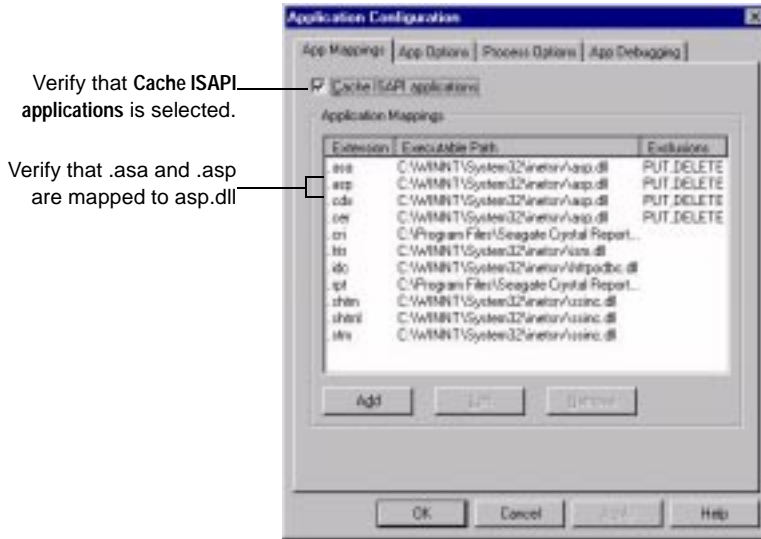 Application Configuration
App Mappings App Options Process Options App Debugging
Verify that Cache ISAPI
applications is selected.
Cache ISAPI applications
Application Mappings
Extension Executable Path Exclusions
Verify that .asa and .asp
are mapped to asp.dll
.asa C:\WINNT\System32\inetsrv\asp.dll PUT,DELETE
.asp C:\WINNT\System32\inetsrv\asp.dll PUT,DELETE
.cdx C:\WINNT\System32\inetsrv\asp.dll PUT,DELETE
.cer C:\WINNT\System32\inetsrv\asp.dll PUT,DELETE
.cri C:\Program Files\Seagate Crystal Report...
.htr C:\WINNT\System32\inetsrv\ism.dll
.idc C:\WINNT\System32\inetsrv\httpodbc.dll
.rpt C:\Program Files\Seagate Crystal Report...
.shtm C:\WINNT\System32\inetsrv\ssinc.dll
.shtml C:\WINNT\System32\inetsrv\ssinc.dll
.stm C:\WINNT\System32\inetsrv\ssinc.dll
Add Edit Remove
OK Cancel Apply Help